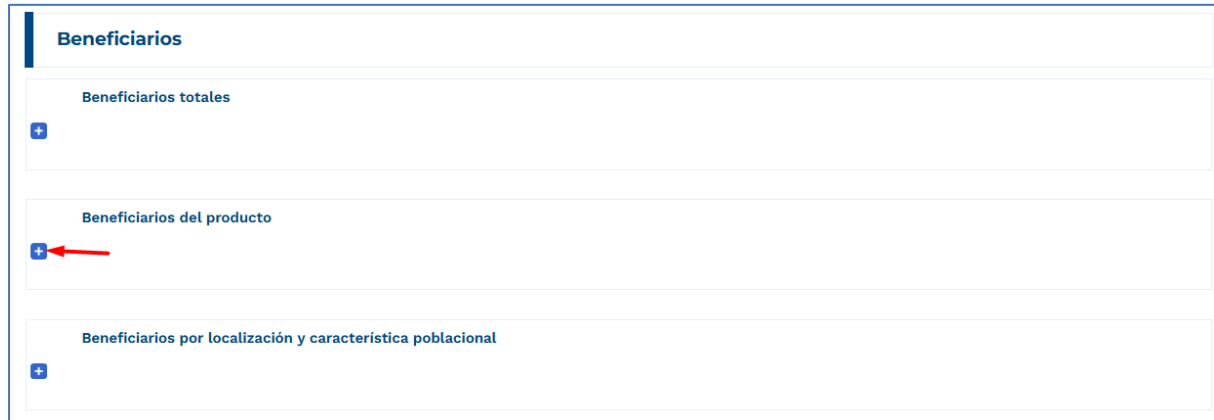 Beneficiarios
Beneficiarios totales
Beneficiarios del producto
Beneficiarios por localización y característica poblacional